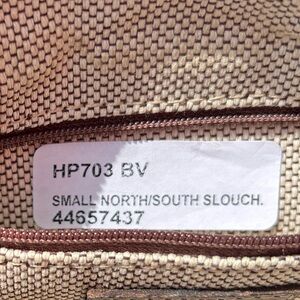 HP703 BV
SMALL NORTH/SOUTH SLOUCH.
44657437